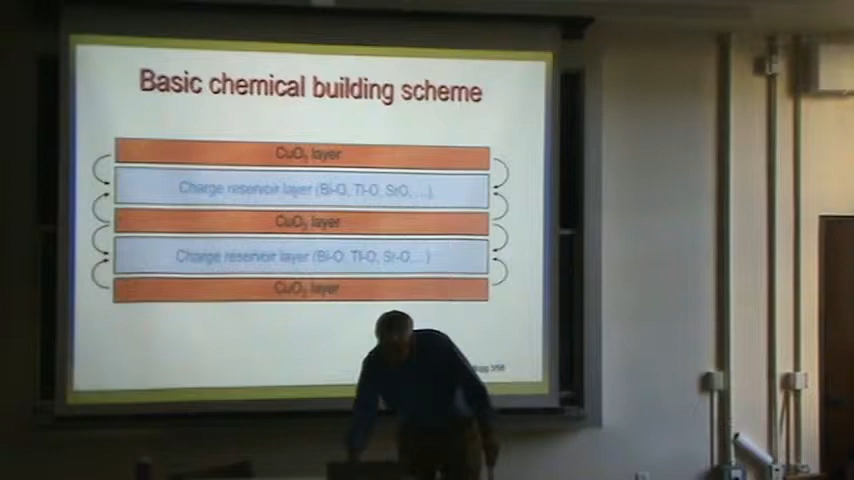 Basic chemical building scheme
CuO₂ layer
Charge reservoir layer (Bi-O, Tl-O, SrO, ...)
CuO₂ layer
Charge reservoir layer (Bi-O, Tl-O, Sr-O,...)
CuO₂ layer